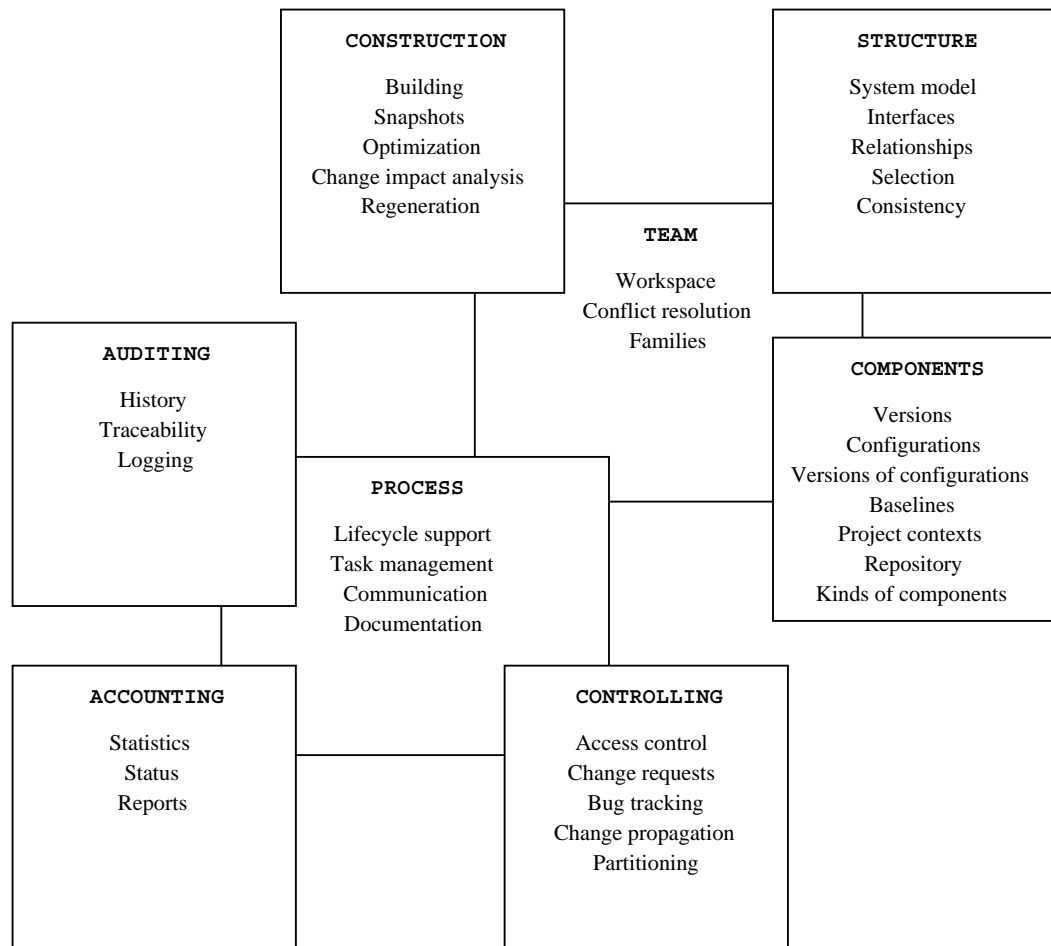 CONSTRUCTION
Building
Snapshots
Optimization
Change impact analysis
Regeneration
STRUCTURE
System model
Interfaces
Relationships
Selection
Consistency
TEAM
Workspace
Conflict resolution
Families
AUDITING
History
Traceability
Logging
COMPONENTS
Versions
Configurations
Versions of configurations
Baselines
Project contexts
Repository
Kinds of components
PROCESS
Lifecycle support
Task management
Communication
Documentation
ACCOUNTING
Statistics
Status
Reports
CONTROLLING
Access control
Change requests
Bug tracking
Change propagation
Partitioning